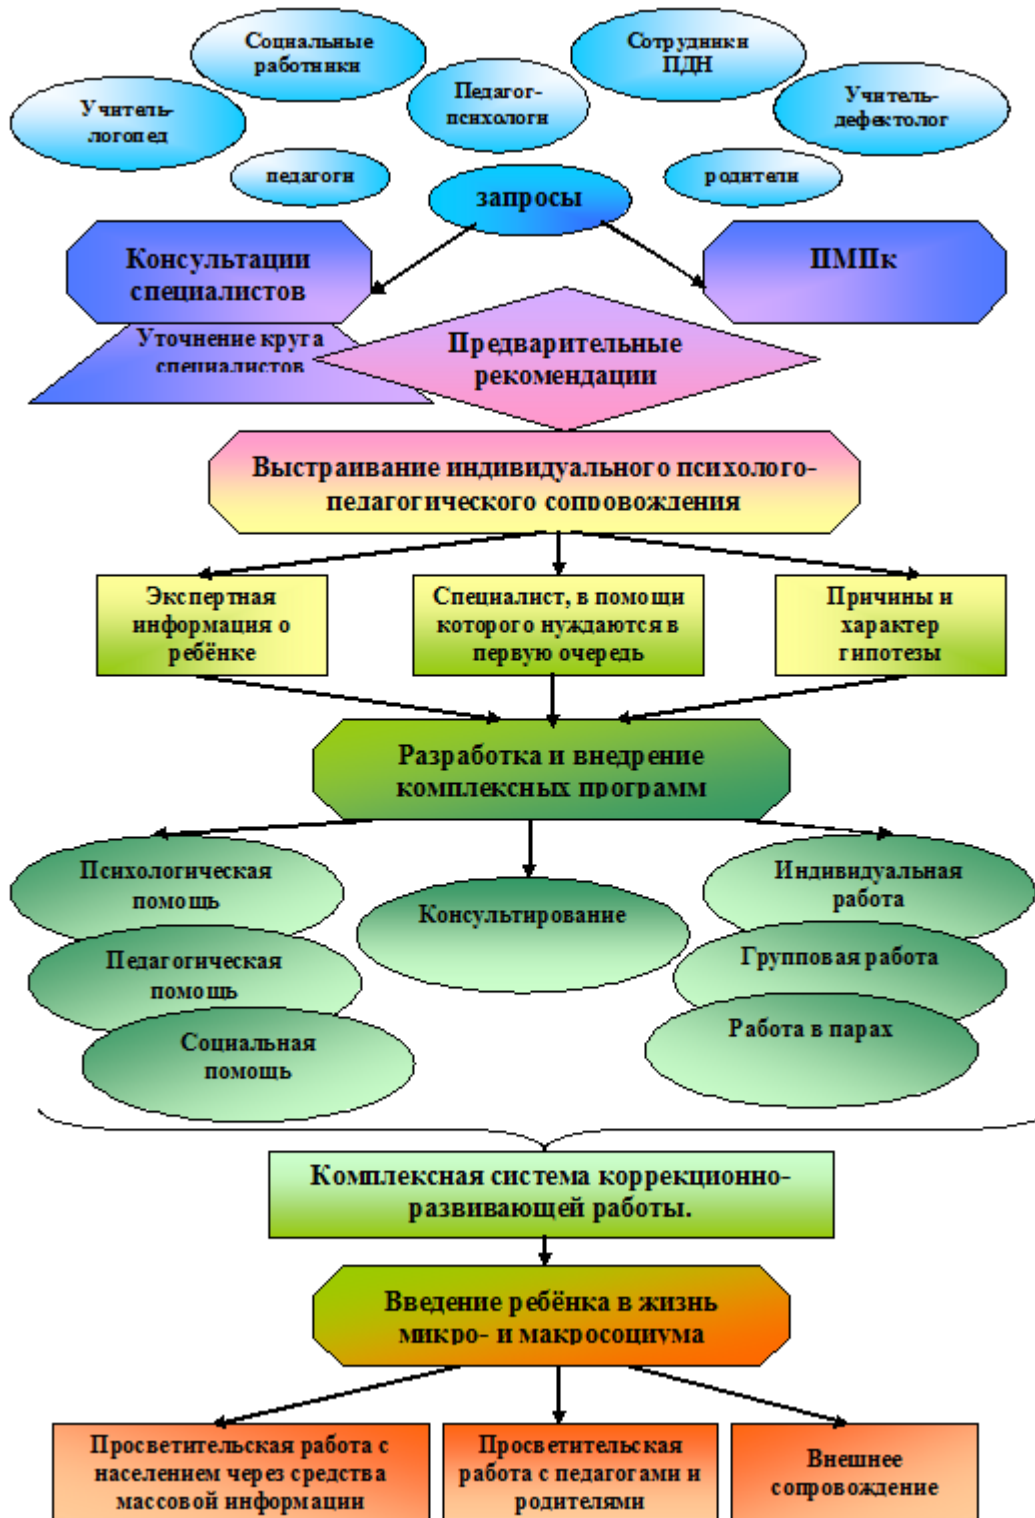 Социальные
работники
Сотрудники
ПДН
Учитель-
логопед
Педагог-
психологи
Учитель-
дефектолог
педагоги
запросы
родители
Консультации
специалистов
ПМПк
Уточнение круга
специалистов
Предварительные
рекомендации
Выстраивание индивидуального психолого-
педагогического сопровождения
Экспертная
информация о
ребёнке
Специалист, в помощи
которого нуждаются в
первую очередь
Причины и
характер
гипотезы
Разработка и внедрение
комплексных программ
Психологическая
помощь
Педагогическая
помощь
Социальная
помощь
Консультирование
Индивидуальная
работа
Групповая работа
Работа в парах
Комплексная система коррекционно-
развивающей работы.
Введение ребёнка в жизнь
микро- и макросоциума
Просветительская работа с
населением через средства
массовой информации
Просветительская
работа с педагогами и
родителями
Внешнее
сопровождение